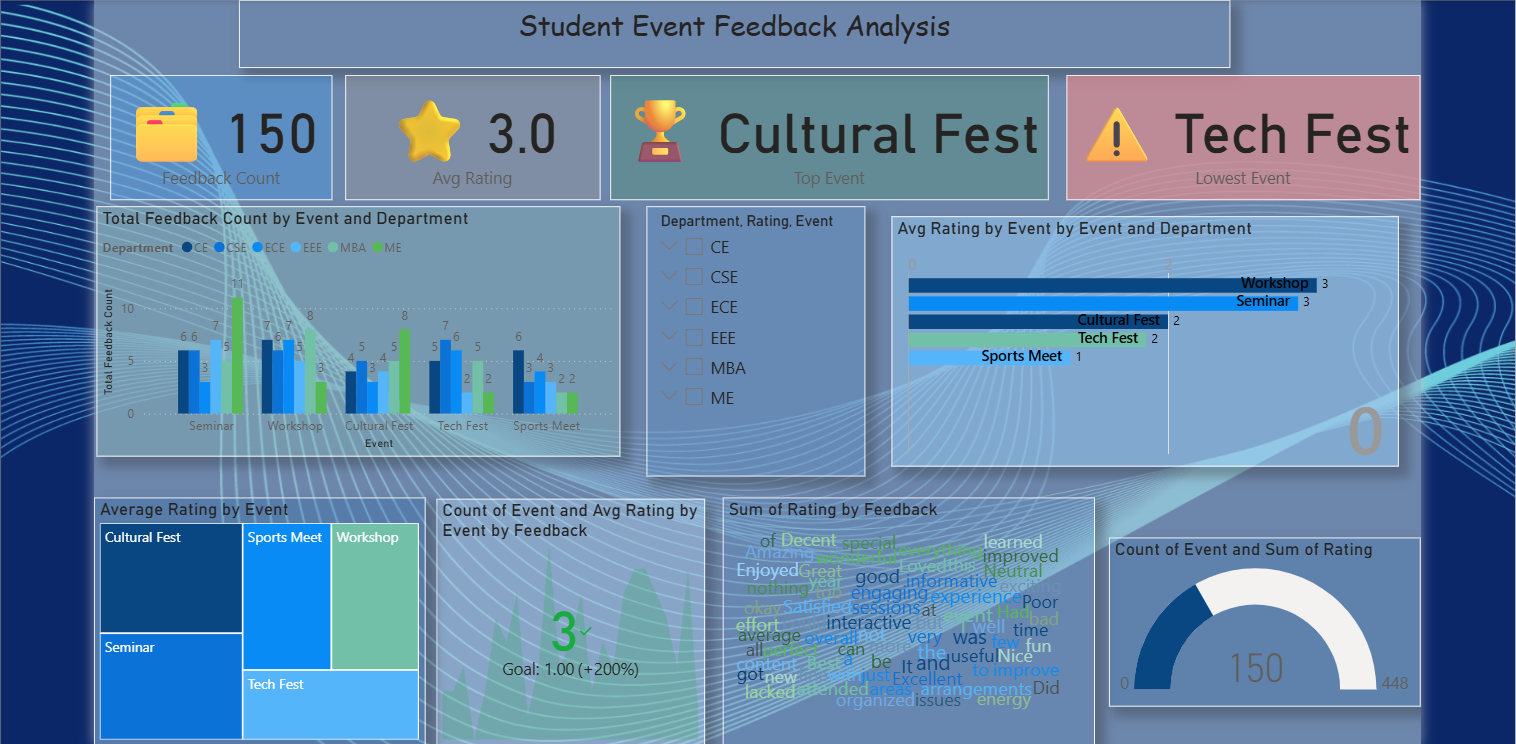 Student Event Feedback Analysis
150
Feedback Count
3.0
Avg Rating
Cultural Fest
Top Event
Tech Fest
Lowest Event
Total Feedback Count by Event and Department
Department CE CSE ECE EEE MBA ME
Total Feedback Count
10
5
0
6 6 3 7 5 11
7 6 7 5 8 3
4 5 3 4 5 8
5 7 6 2 5 2
6 3 4 3 2 2
Seminar Workshop Cultural Fest Tech Fest Sports Meet
Event
Department, Rating, Event
CE
CSE
ECE
EEE
MBA
ME
Avg Rating by Event by Event and Department
0
Workshop 3
Seminar 3
Cultural Fest 2
Tech Fest 2
Sports Meet 1
0
Average Rating by Event
Cultural Fest
Sports Meet
Workshop
Seminar
Tech Fest
Count of Event and Avg Rating by
Event by Feedback
3
Goal: 1.00 (+200%)
Sum of Rating by Feedback
of Decent special everything learned
Amazing wonderful improved
Enjoyed Great Loved this Neutral
year good informative exciting
nothing engaging experience Poor
okay Satisfied sessions at event Had bad
effort interactive but well time
average overall not very was few fun
all perfect can more the useful Nice
content Best a be It and to improve
got new with just Excellent
lacked attended areas arrangements Did
organized issues energy
Count of Event and Sum of Rating
150
0
448